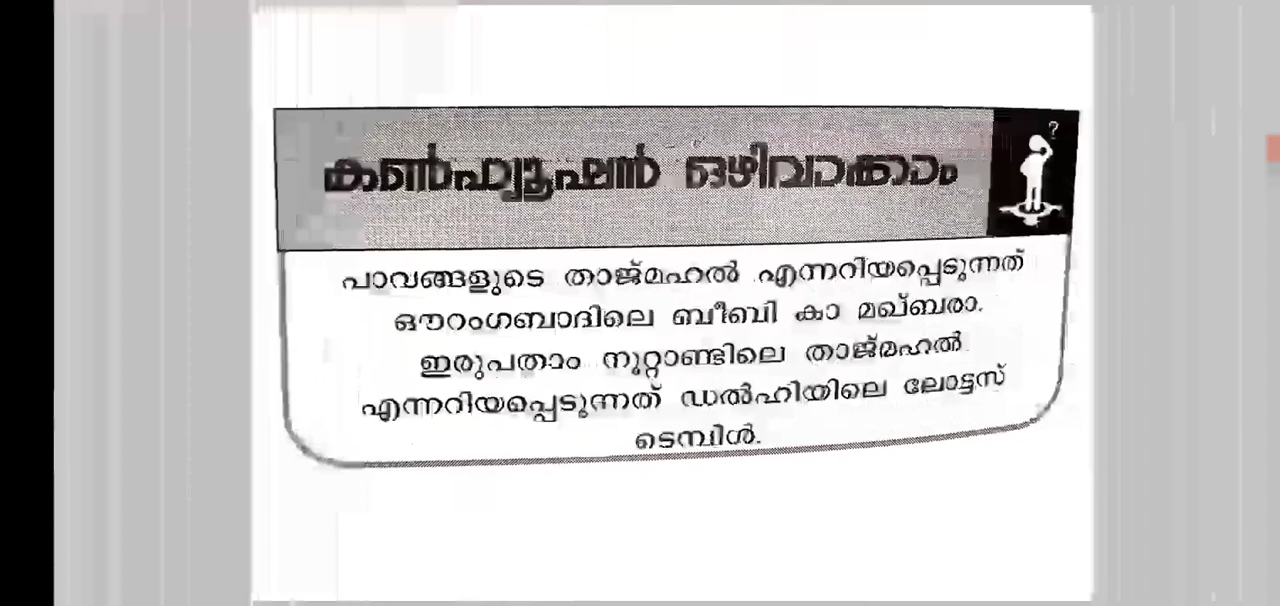 കൺഫ്യൂഷൻ ഒഴിവാക്കാം
?
പാവങ്ങളുടെ താജ്മഹൽ എന്നറിയപ്പെടുന്നത്
ഔറംഗബാദിലെ ബീബി കാ മഖ്ബരാ.
ഇരുപതാം നൂറ്റാണ്ടിലെ താജ്മഹൽ
എന്നറിയപ്പെടുന്നത് ഡൽഹിയിലെ ലോട്ടസ്
ടെമ്പിൾ.